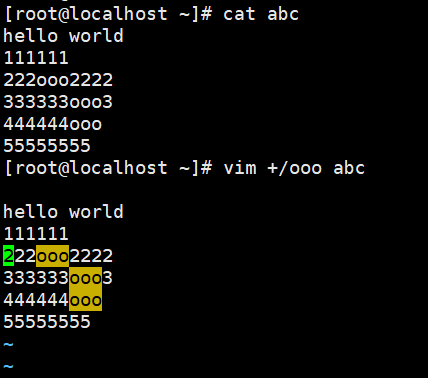 [root@localhost ~]# cat abc
hello world
111111
222ooo2222
333333ooo3
444444ooo
55555555
[root@localhost ~]# vim +/ooo abc
hello world
111111
222ooo2222
333333ooo3
444444ooo
55555555
~
~